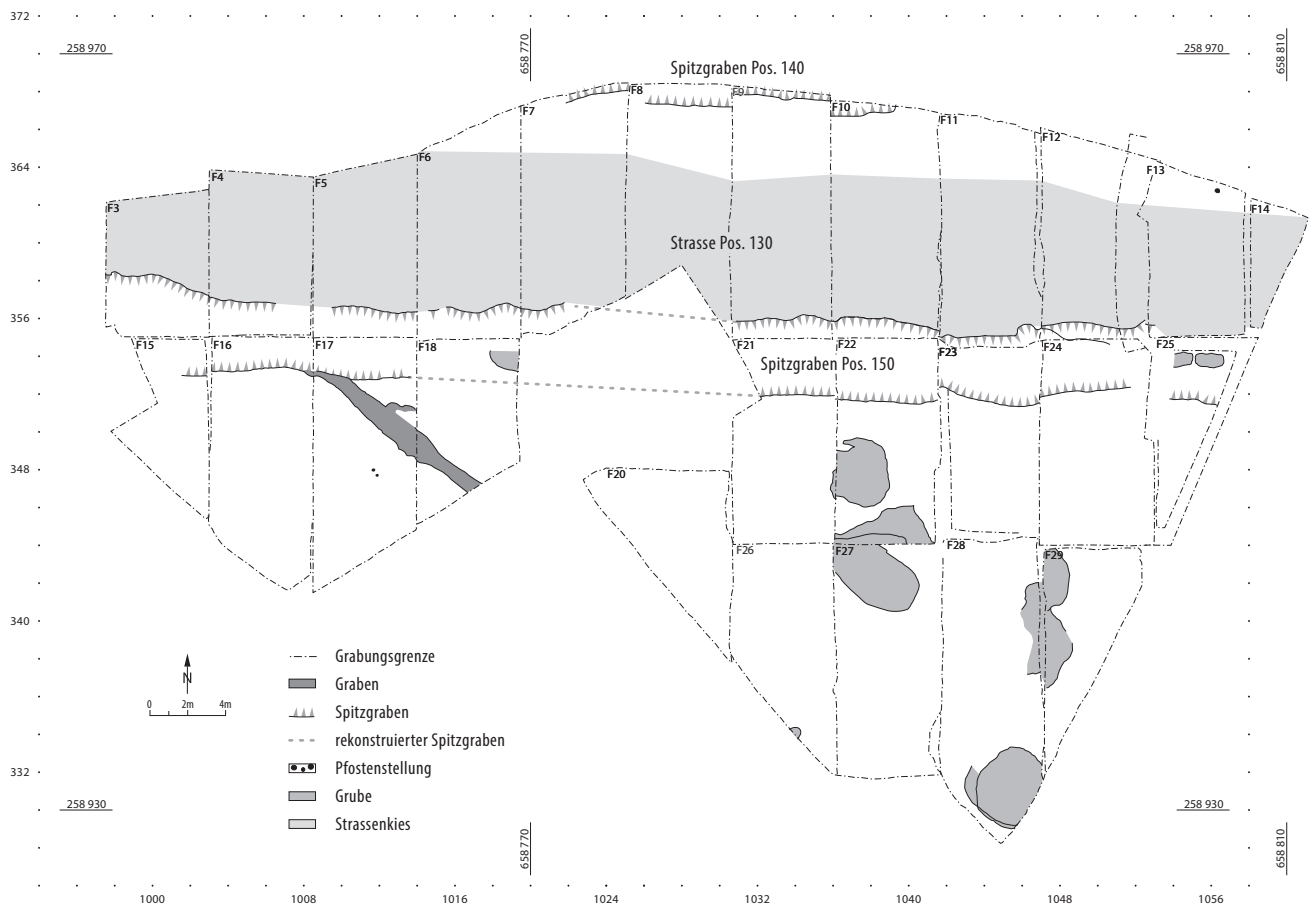 372
258 970
658 770
258 970
658 810
Spitzgraben Pos. 140
F8
F9
F10
F7
F11
F12
F6
F13
364
F4
F5
F3
F14
Strasse Pos. 130
356
F15
F16
F17
F18
F21
F22
F23
F24
F25
Spitzgraben Pos. 150
348
F20
F26
F27
F28
F29
340
N
0 2m 4m
Grabungsgrenze
Graben
Spitzgraben
rekonstruierter Spitzgraben
Pfostenstellung
Grube
Strassenkies
332
258 930
658 770
258 930
658 810
1000
1008
1016
1024
1032
1040
1048
1056